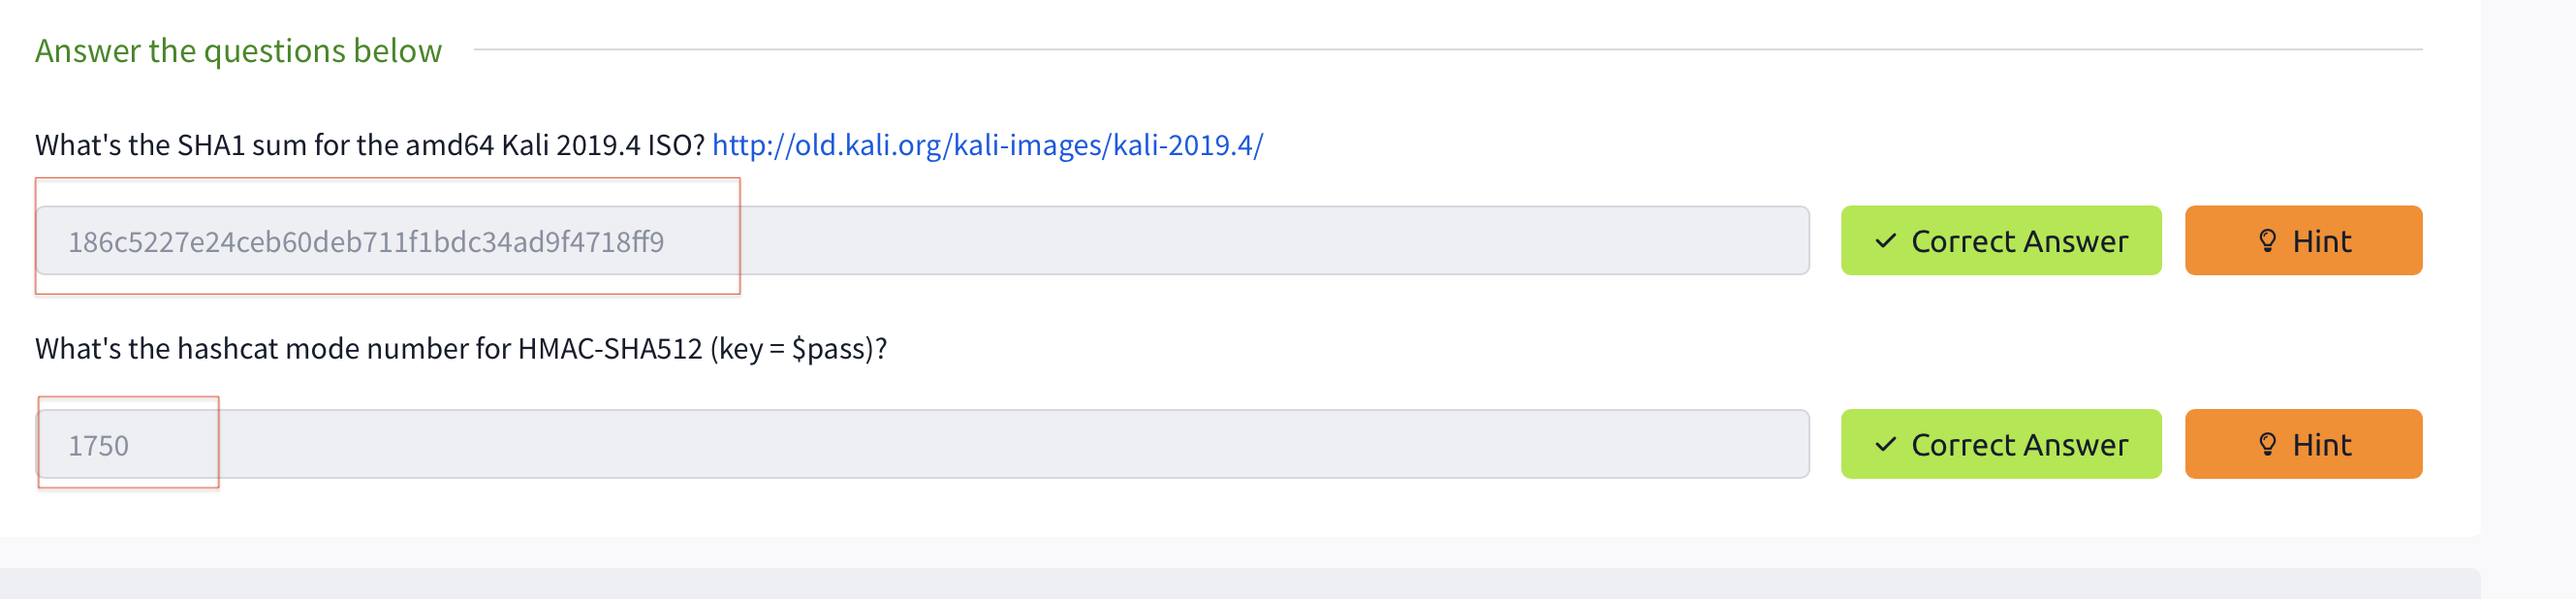 Answer the questions below
What's the SHA1 sum for the amd64 Kali 2019.4 ISO? http://old.kali.org/kali-images/kali-2019.4/
186c5227e24ceb60deb711f1bdc34ad9f4718ff9 Correct Answer Hint
What's the hashcat mode number for HMAC-SHA512 (key = $pass)?
1750 Correct Answer Hint